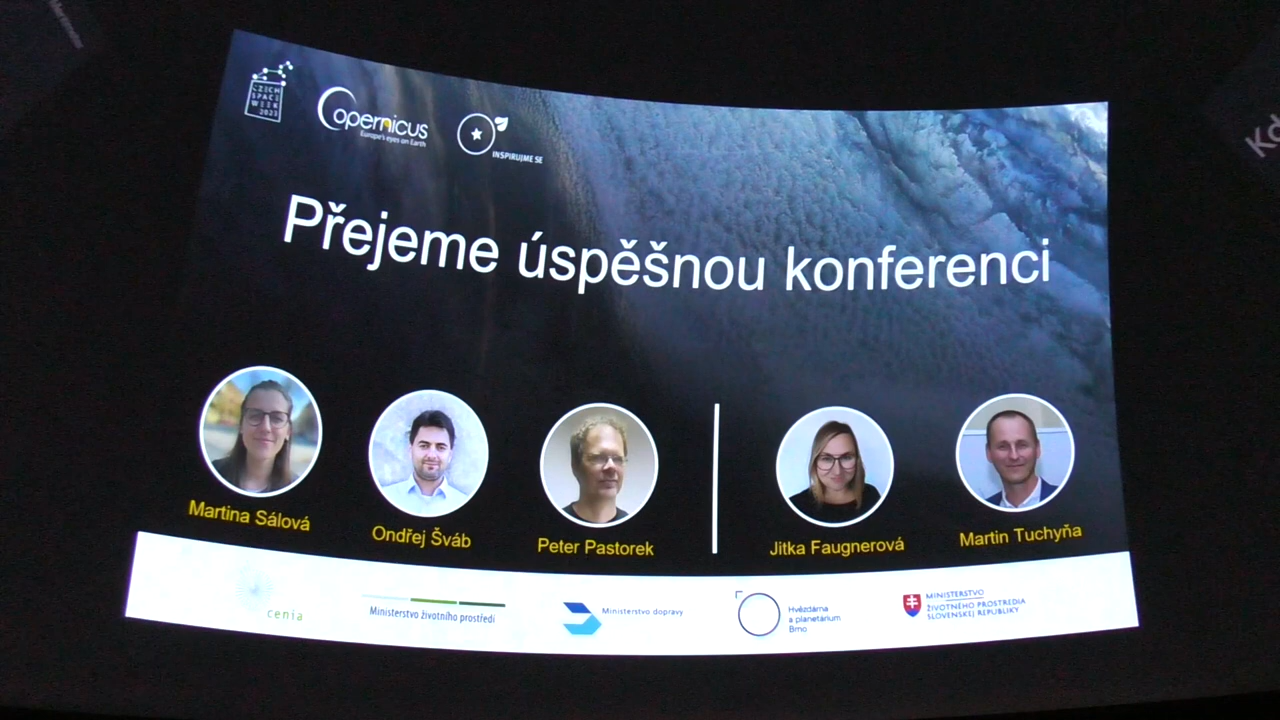 CZECH
SPACE
WEEK
2023
Copernicus
Europe's eyes on Earth
INSPIRUJME SE
Přejeme úspěšnou konferenci
Martina Sálová
Ondřej Šváb
Peter Pastorek
Jitka Faugnerová
Martin Tuchyňa
cenia
Ministerstvo životního prostředí
Ministerstvo dopravy
Hvězdárna
a planetárium
Brno
MINISTERSTVO
ŽIVOTNÉHO PROSTREDIA
SLOVENSKEJ REPUBLIKY